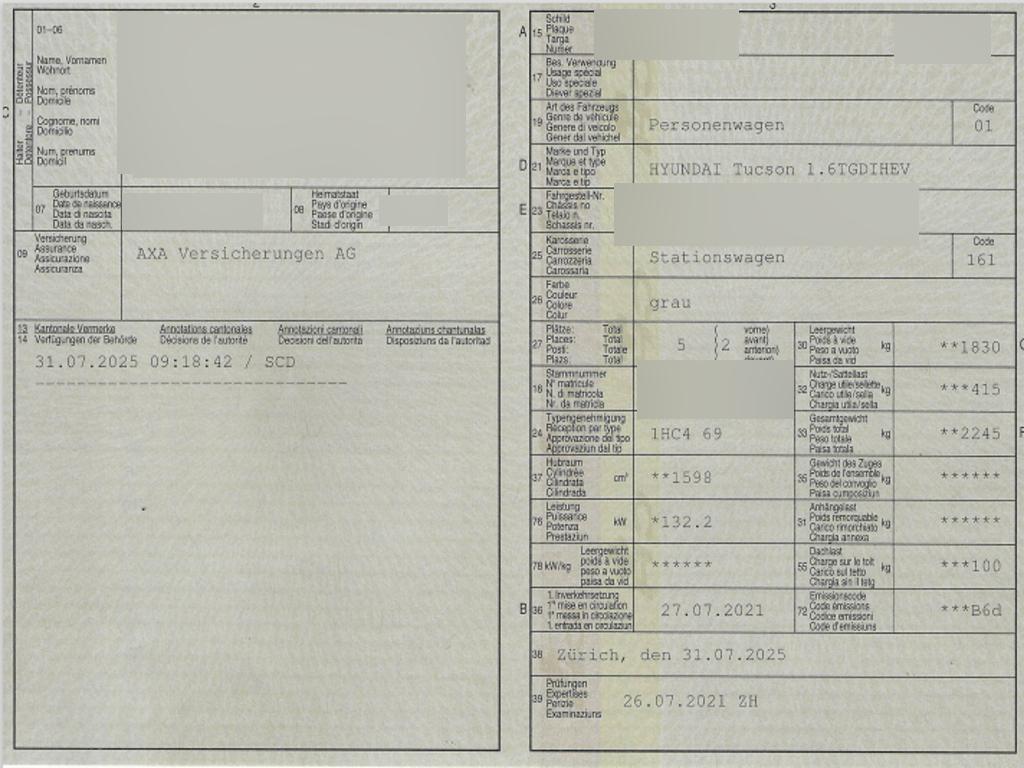 2
3
01-06
Name, Vornamen
Wohnort
Nom, prénoms
Domicile
Cognome, nomi
Domicilio
Num, prenums
Domicil
Halter – Détenteur
Detentore – Possessur
C
07
Geburtsdatum
Date de naissance
Data di nascita
Data da nasch.
08
Heimatstaat
Pays d'origine
Paese d'origine
Stadi d'origin
09
Versicherung
Assurance
Assicurazione
Assicuranza
AXA Versicherungen AG
13 Kantonale Vermerke Annotations cantonales Annotazioni cantonali Annotaziuns chantunalas
14 Verfügungen der Behörde Décisions de l'autorité Decisioni dell'autorità Disposiziuns da l'autoritad
31.07.2025 09:18:42 / SCD
A 15
Schild
Plaque
Targa
Numer
17
Bes. Verwendung
Usage spécial
Uso speciale
Diever spezial
19
Art des Fahrzeugs
Genre de véhicule
Genere di veicolo
Gener dal vehichel
Personenwagen
Code
01
D 21
Marke und Typ
Marque et type
Marca e tipo
Marca e tip
HYUNDAI Tucson 1.6TGDIHEV
E 23
Fahrgestell-Nr.
Châssis no
Telaio n.
Schassis nr.
25
Karosserie
Carrosserie
Carrozzeria
Carossaria
Stationswagen
Code
161
26
Farbe
Couleur
Colore
Colur
grau
27
Plätze: Total
Places: Total
Posti: Totale
Plazs: Total
5
( vorne)
avant)
anteriori)
2
30
Leergewicht
Poids à vide
Peso a vuoto
Paisa da vid
kg
**1830
18
Stammnummer
N° matricule
N. di matricola
Nr. da matricla
32
Nutz-/Sattellast
Charge utile/sellette
Carico utile/sella
Chargia utila/sella
kg
***415
24
Typengenehmigung
Réception par type
Approvazione del tipo
Approvaziun dal tip
1HC4 69
33
Gesamtgewicht
Poids total
Peso totale
Paisa totala
kg
**2245
37
Hubraum
Cylindrée
Cilindrata
Cilindrada
cm³
**1598
35
Gewicht des Zuges
Poids de l'ensemble
Peso del convoglio
Paisa cumposiziun
kg
******
76
Leistung
Puissance
Potenza
Prestaziun
kW
*132.2
31
Anhängelast
Poids remorquable
Carico rimorchiato
Chargia annexa
kg
******
78 kW/kg
Leergewicht
poids à vide
peso a vuoto
paisa da vid
******
55
Dachlast
Charge sur le toit
Carico sul tetto
Chargia sin il tetg
kg
***100
B 36
1. Inverkehrsetzung
1re mise en circulation
1a messa in circolazione
1. entrada en circulaziun
27.07.2021
72
Emissionscode
Code émissions
Codice emissioni
Code d'emissiuns
***B6d
38
Zürich, den 31.07.2025
39
Prüfungen
Expertises
Perizie
Examinaziuns
26.07.2021 ZH